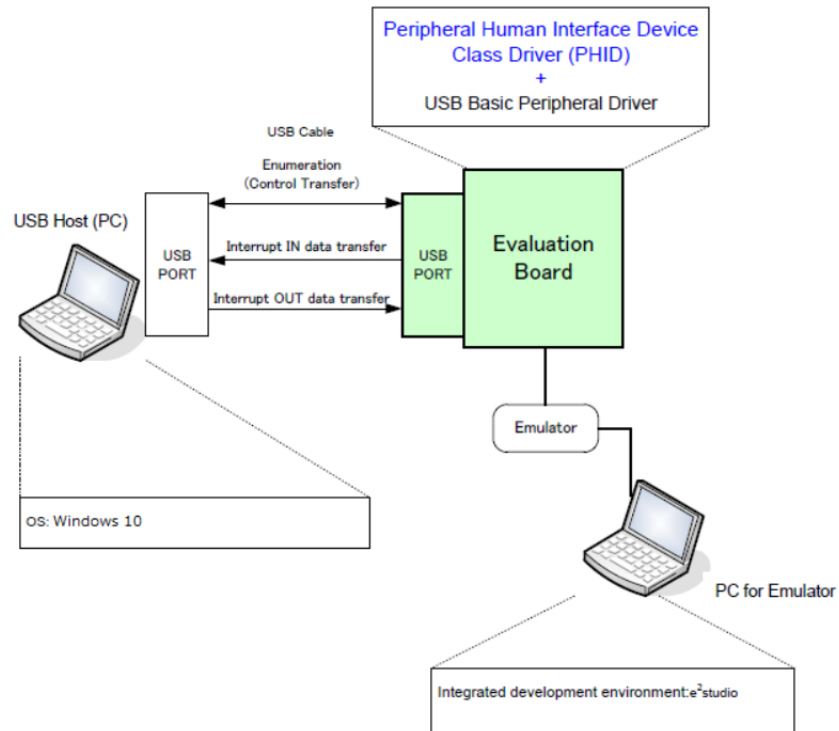 Peripheral Human Interface Device
Class Driver (PHID)
+
USB Basic Peripheral Driver
USB Cable
Enumeration
(Control Transfer)
USB Host (PC)
USB
PORT
Interrupt IN data transfer
Interrupt OUT data transfer
USB
PORT
Evaluation
Board
Emulator
OS: Windows 10
PC for Emulator
Integrated development environment:e²studio